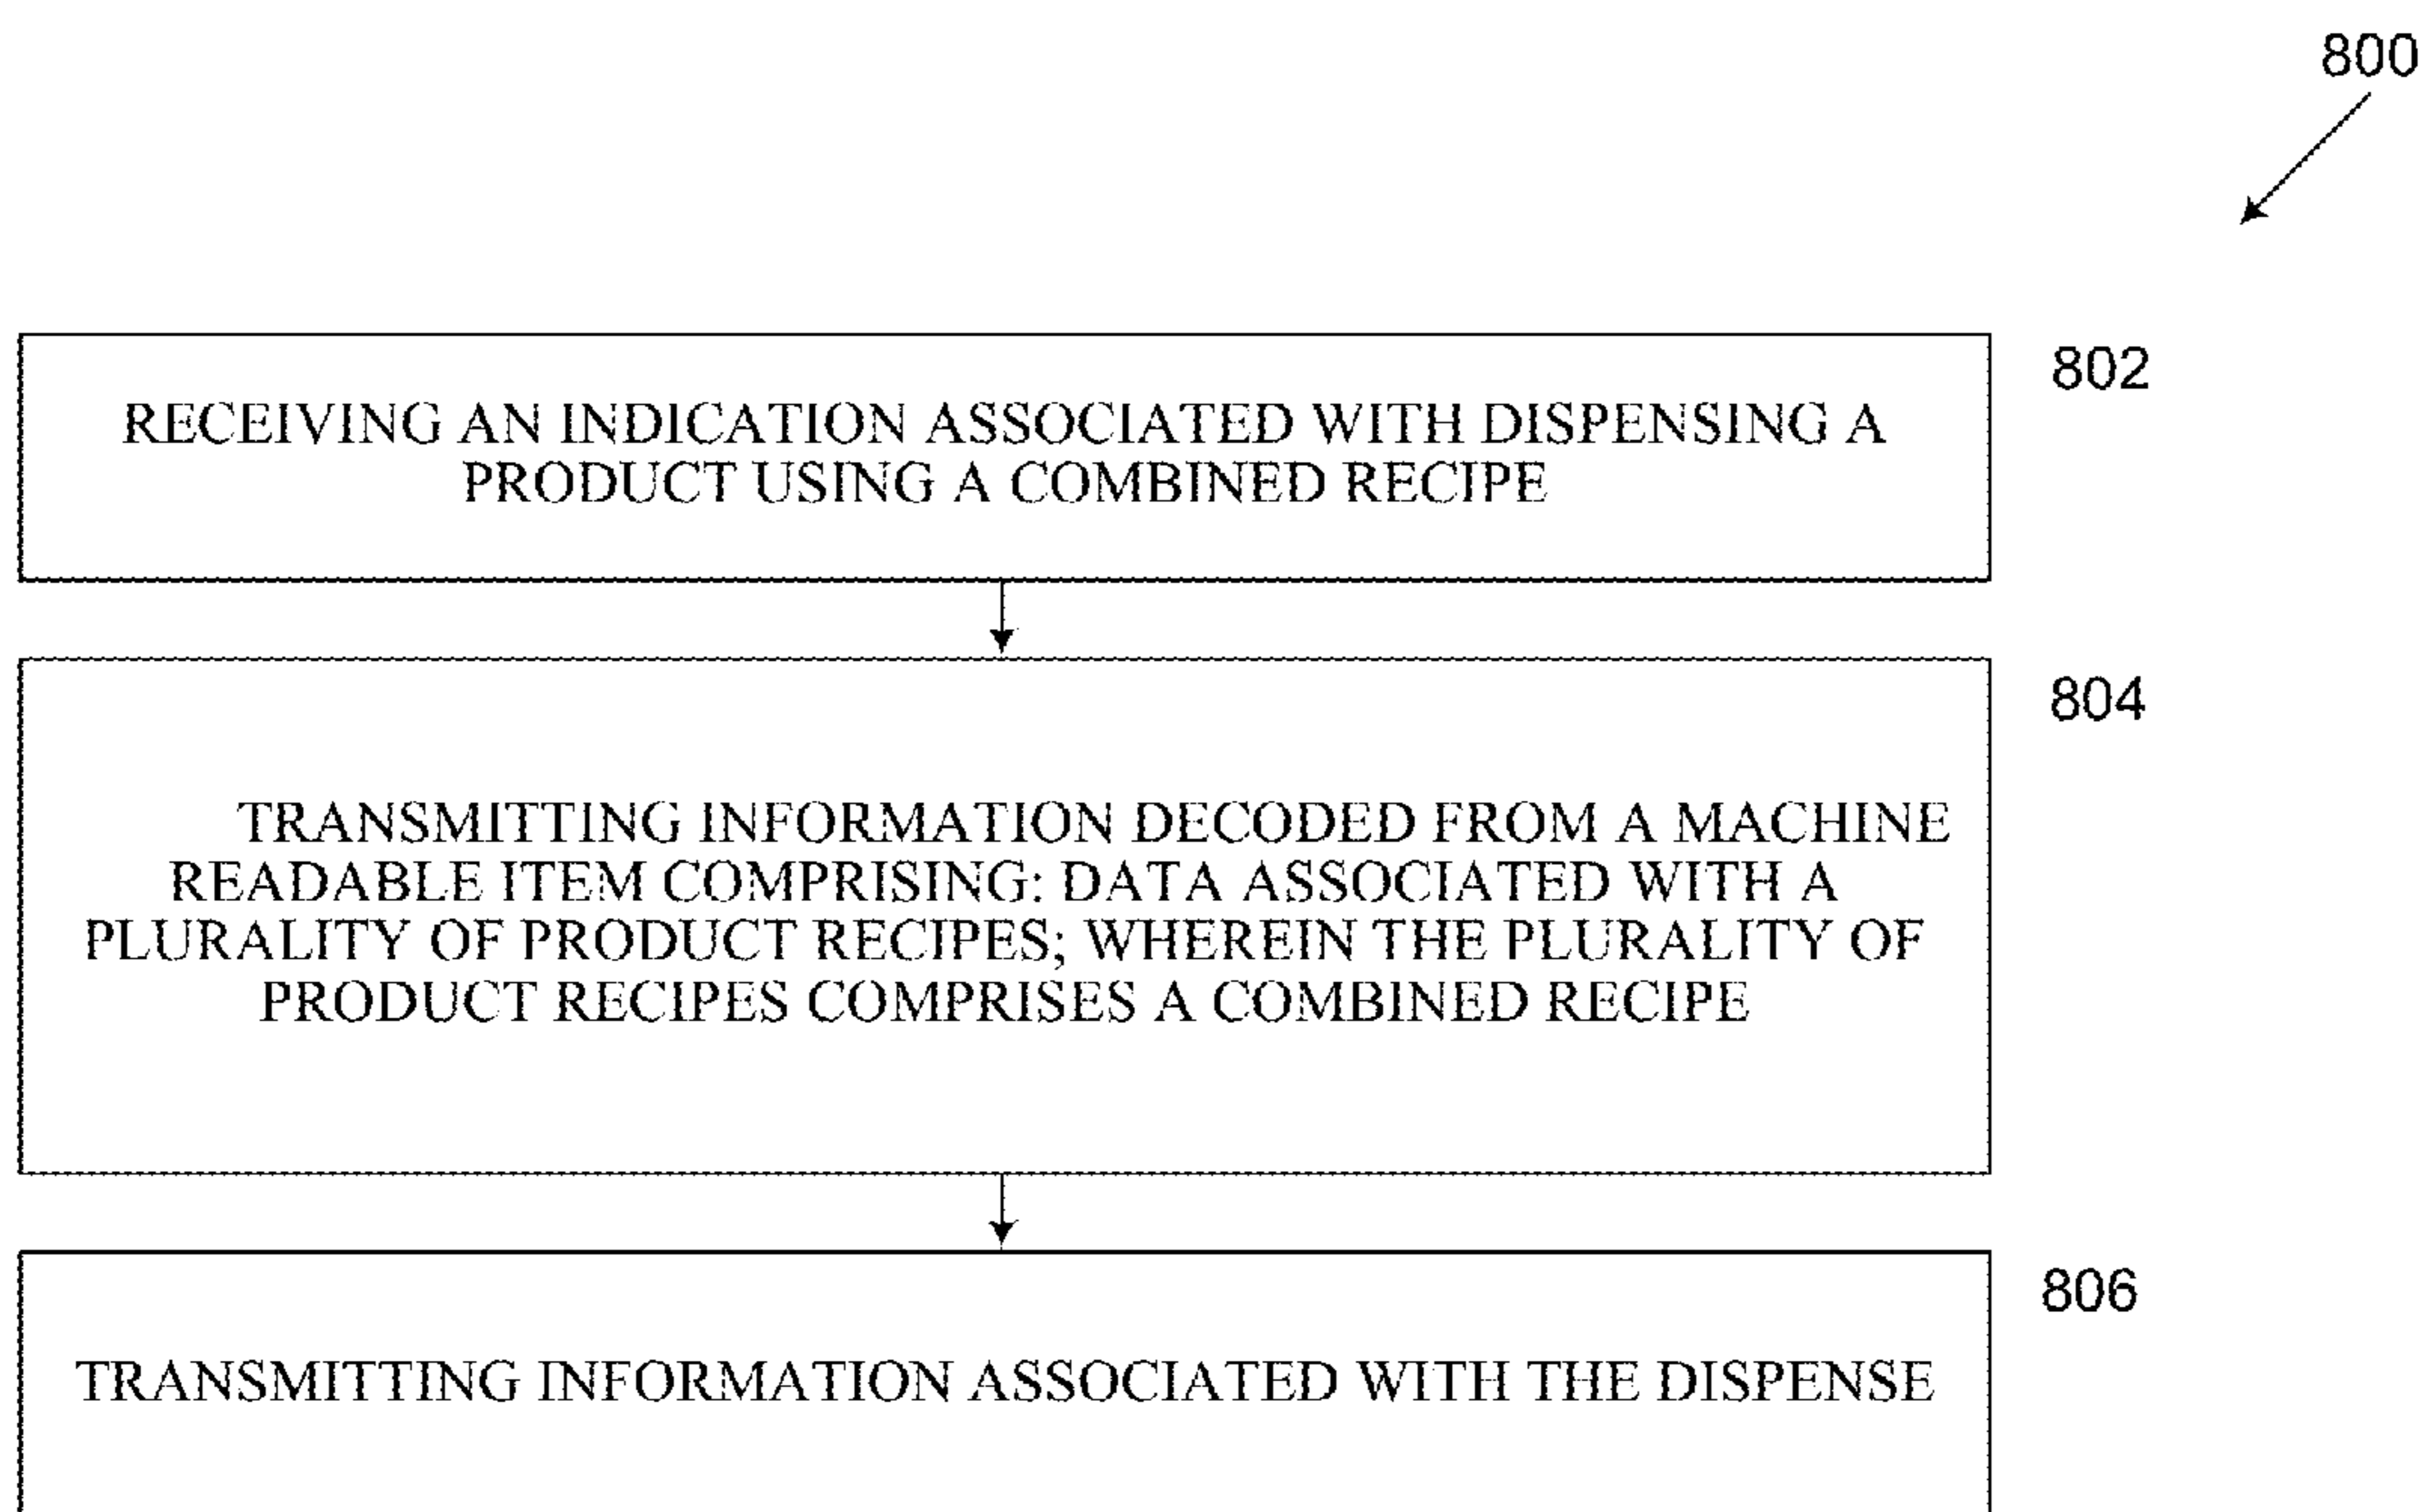 800
802
RECEIVING AN INDICATION ASSOCIATED WITH DISPENSING A
PRODUCT USING A COMBINED RECIPE
804
TRANSMITTING INFORMATION DECODED FROM A MACHINE
READABLE ITEM COMPRISING: DATA ASSOCIATED WITH A
PLURALITY OF PRODUCT RECIPES; WHEREIN THE PLURALITY OF
PRODUCT RECIPES COMPRISES A COMBINED RECIPE
806
TRANSMITTING INFORMATION ASSOCIATED WITH THE DISPENSE